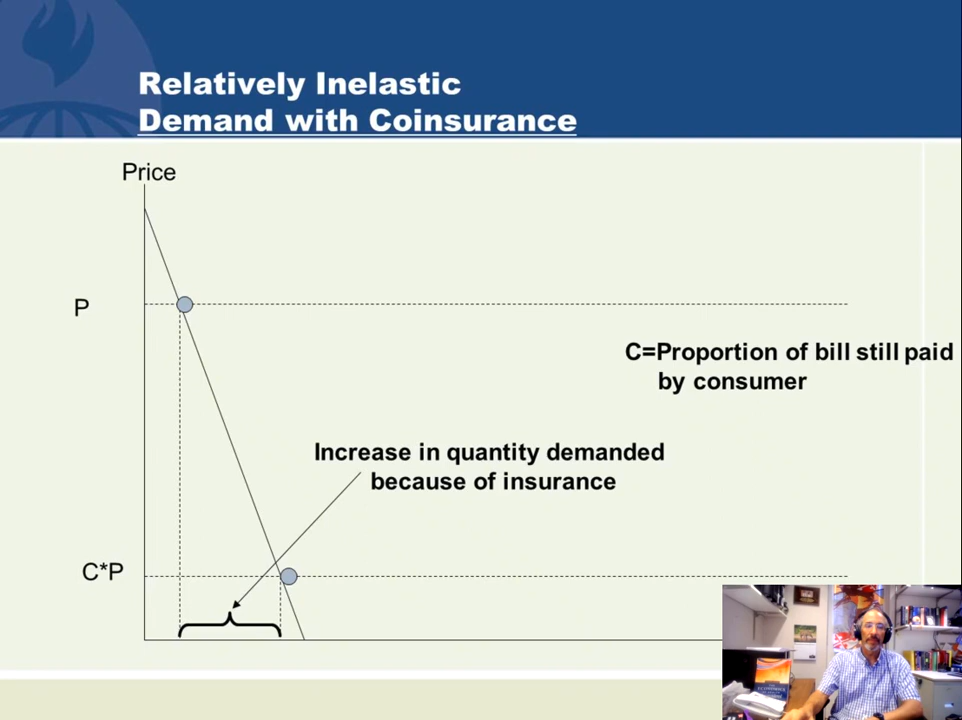 Relatively Inelastic
Demand with Coinsurance
Price
P
C=Proportion of bill still paid
by consumer
Increase in quantity demanded
because of insurance
C*P